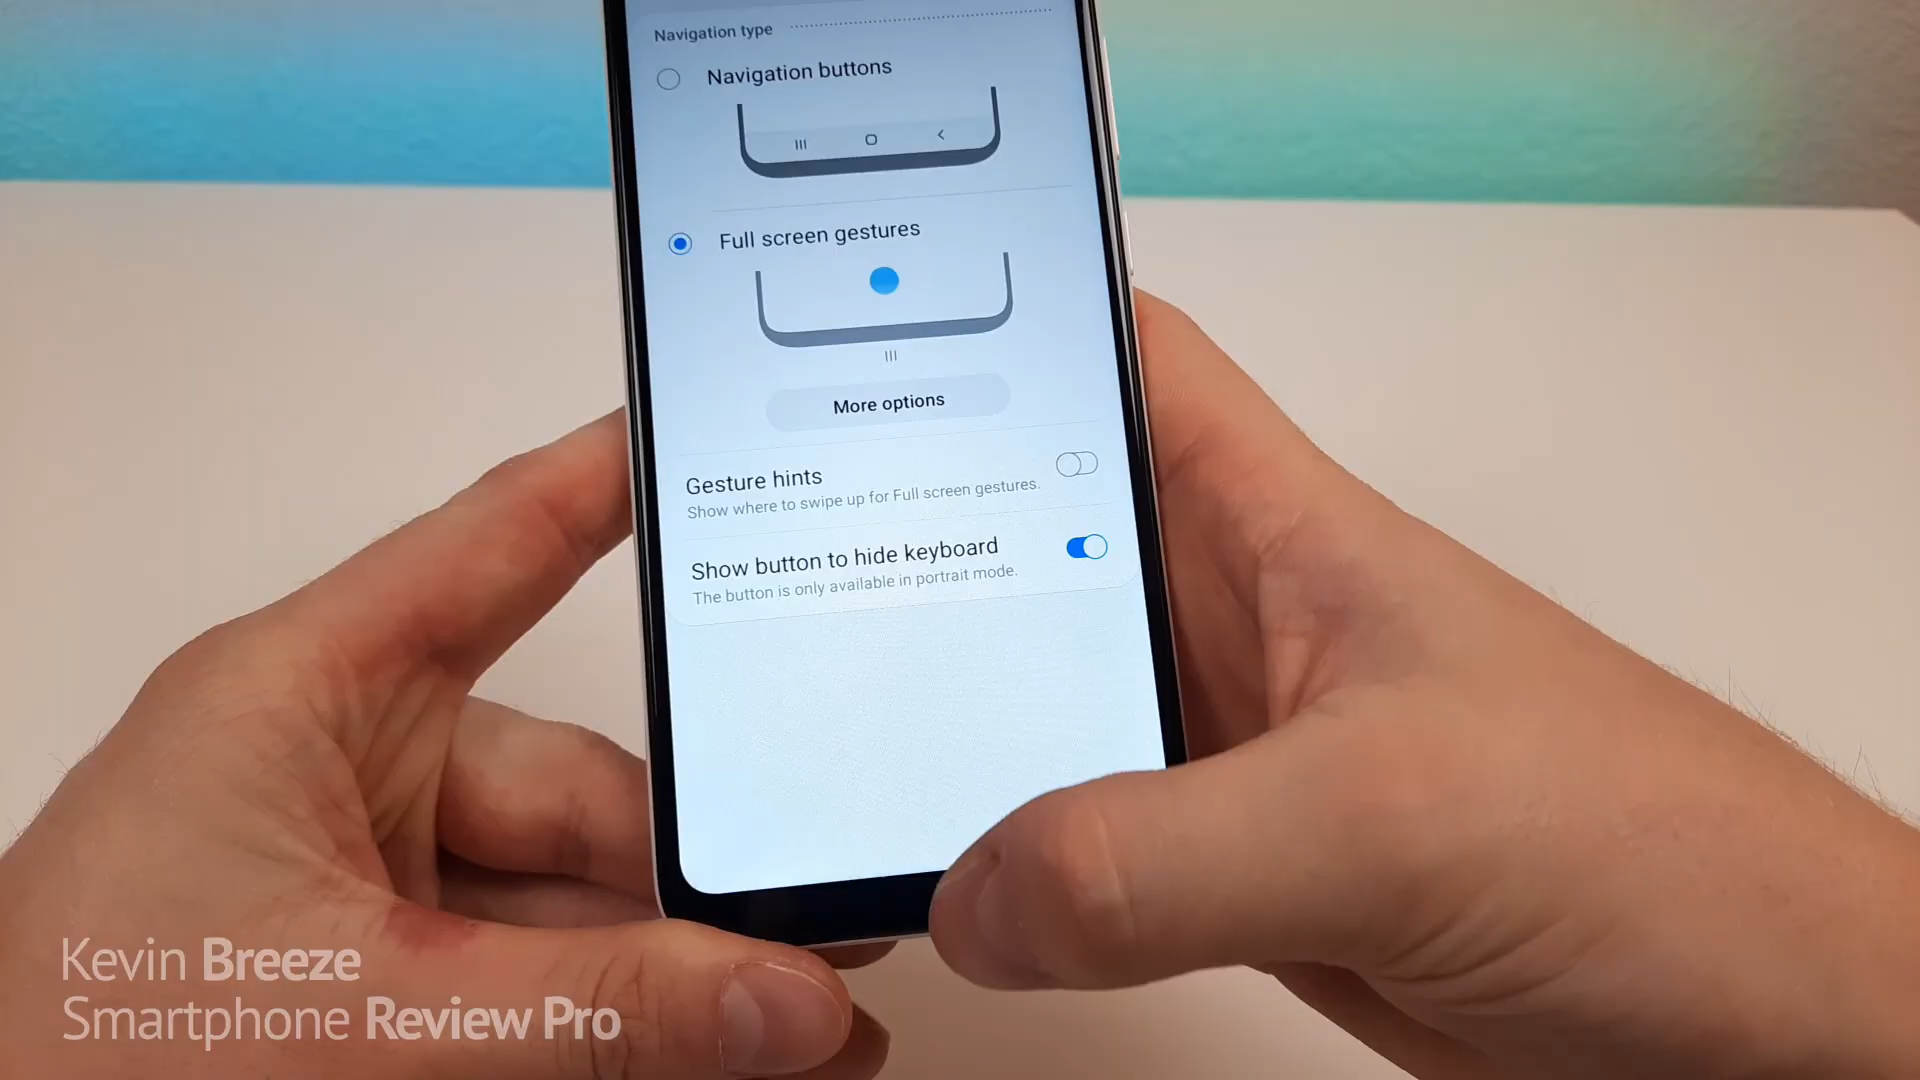 Navigation type
Navigation buttons
Full screen gestures
More options
Gesture hints
Show where to swipe up for Full screen gestures.
Show button to hide keyboard
The button is only available in portrait mode.
Kevin Breeze
Smartphone Review Pro